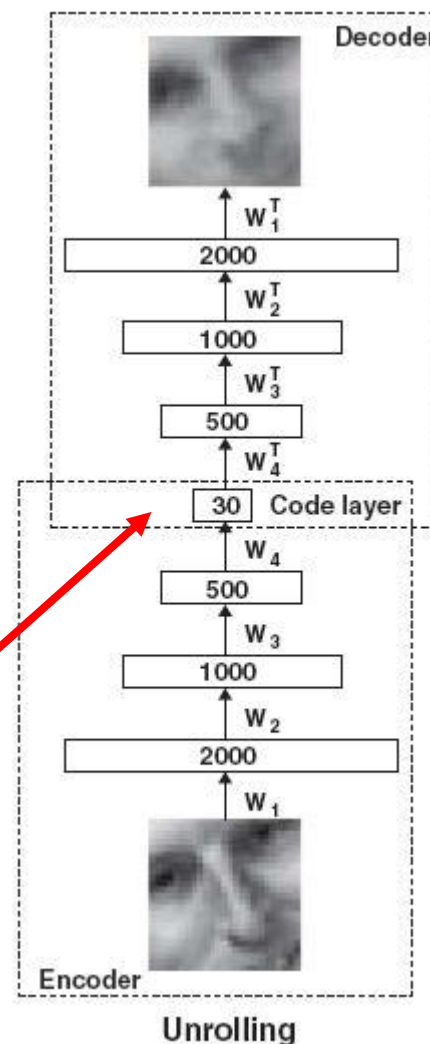 Decoder
W₁ᵀ
2000
W₂ᵀ
1000
W₃ᵀ
500
W₄ᵀ
30 Code layer
W₄
500
W₃
1000
W₂
2000
W₁
Encoder
Unrolling